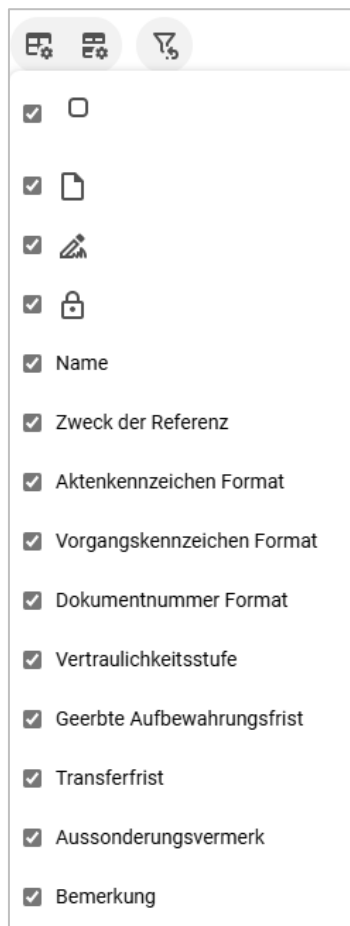 Name
Zweck der Referenz
Aktenkennzeichen Format
Vorgangskennzeichen Format
Dokumentnummer Format
Vertraulichkeitsstufe
Geerbte Aufbewahrungsfrist
Transferfrist
Aussonderungsvermerk
Bemerkung